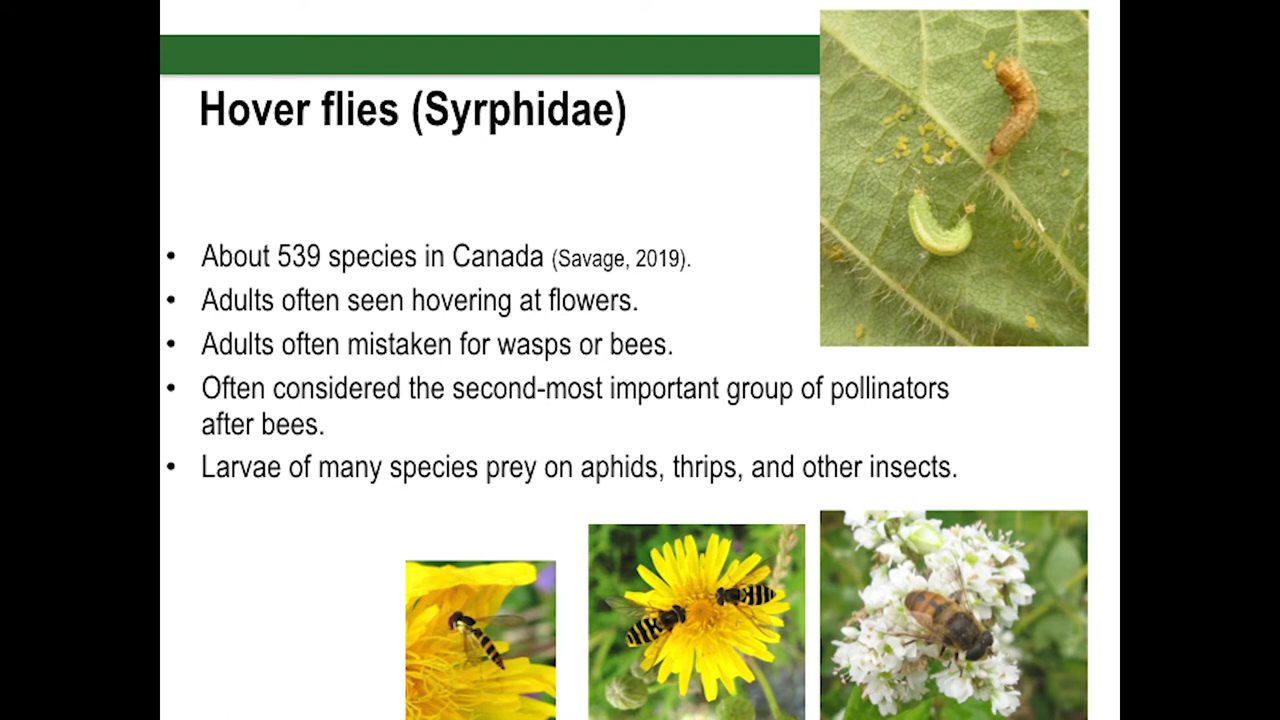 Hover flies (Syrphidae)
• About 539 species in Canada (Savage, 2019).
• Adults often seen hovering at flowers.
• Adults often mistaken for wasps or bees.
• Often considered the second-most important group of pollinators
after bees.
• Larvae of many species prey on aphids, thrips, and other insects.